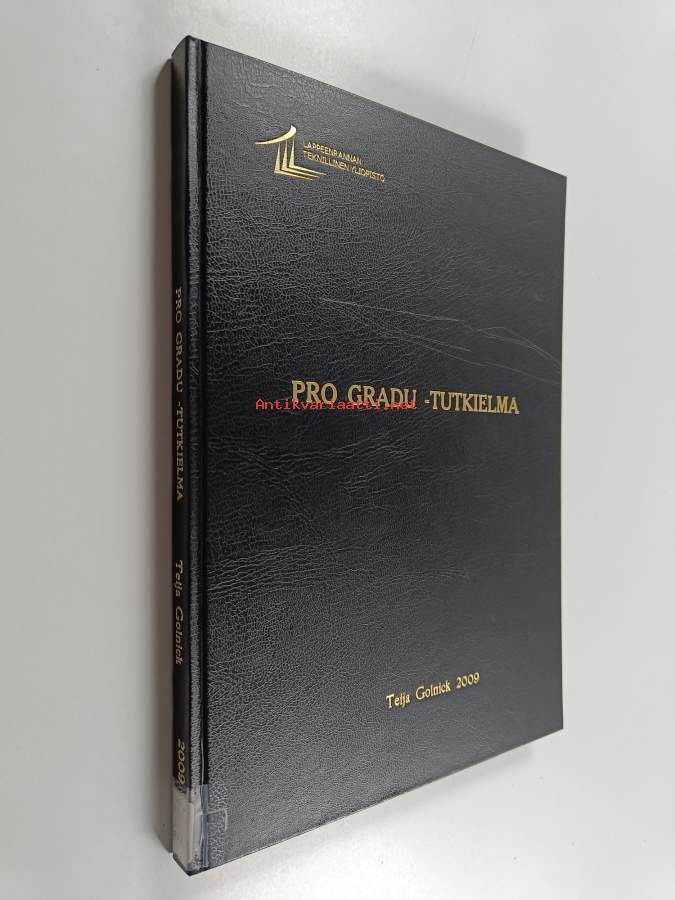 LAPPEENRANNAN
TEKNILLINEN YLIOPISTO
PRO GRADU -TUTKIELMA
Antikvariaatti.net
Teija Golnick 2009
PRO GRADU -TUTKIELMA Teija Golnick 2009